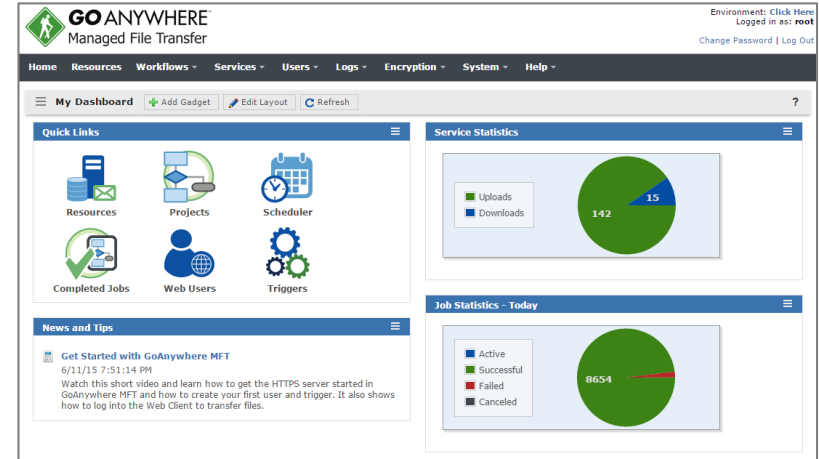 GO ANYWHERE
Managed File Transfer
Environment: Click Here
Logged in as: root
Change Password | Log Out
Home Resources Workflows Services Users Logs Encryption System Help
My Dashboard Add Gadget Edit Layout Refresh ?
Quick Links
Resources Projects Scheduler
Completed Jobs Web Users Triggers
News and Tips
Get Started with GoAnywhere MFT
6/11/15 7:51:14 PM
Watch this short video and learn how to get the HTTPS server started in
GoAnywhere MFT and how to create your first user and trigger. It also shows
how to log into the Web Client to transfer files.
Service Statistics
Uploads
Downloads
15
142
Job Statistics - Today
Active
Successful
Failed
Canceled
8654